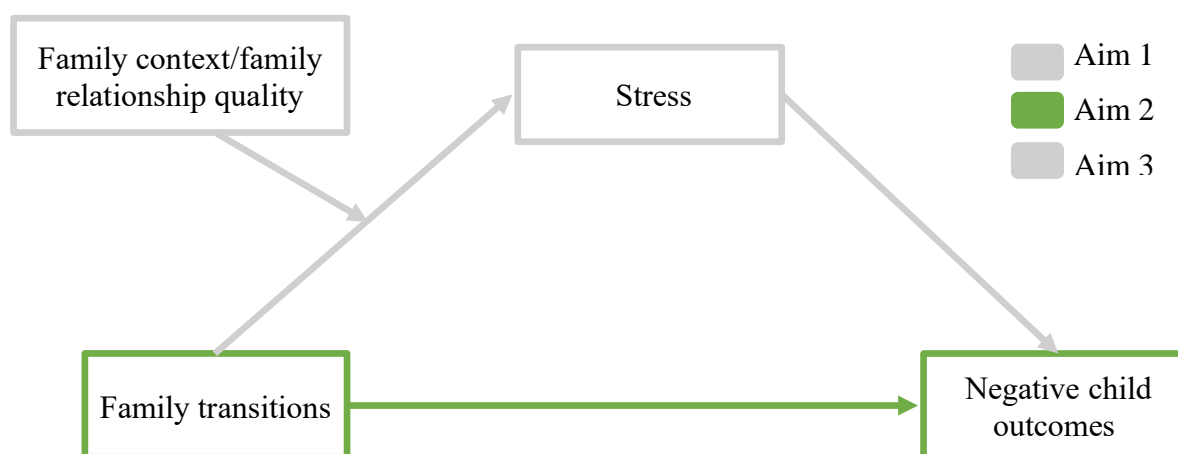 Family context/family
relationship quality
Stress
Aim 1
Aim 2
Aim 3
Family transitions
Negative child
outcomes